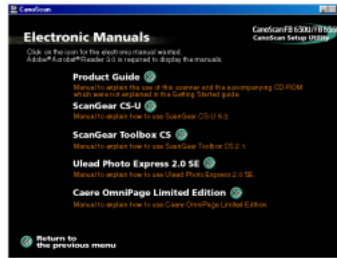 CanoScan
Electronic Manuals
CanoScan FB 630U / FB 636U
CanoScan Setup Utility
Click on the icon for the electronic manual wanted.
Adobe® Acrobat® Reader 3.0 is required to display the manuals.
Product Guide
Manual to explain the use of this scanner and the accompanying CD-ROM
which were not explained in the Getting Started guide.
ScanGear CS-U
Manual to explain how to use ScanGear CS-U 6.3.
ScanGear Toolbox CS
Manual to explain how to use ScanGear Toolbox CS 2.1.
Ulead Photo Express 2.0 SE
Manual to explain how to use Ulead Photo Express 2.0 SE.
Caere OmniPage Limited Edition
Manual to explain how to use Caere OmniPage Limited Edition.
Return to
the previous menu